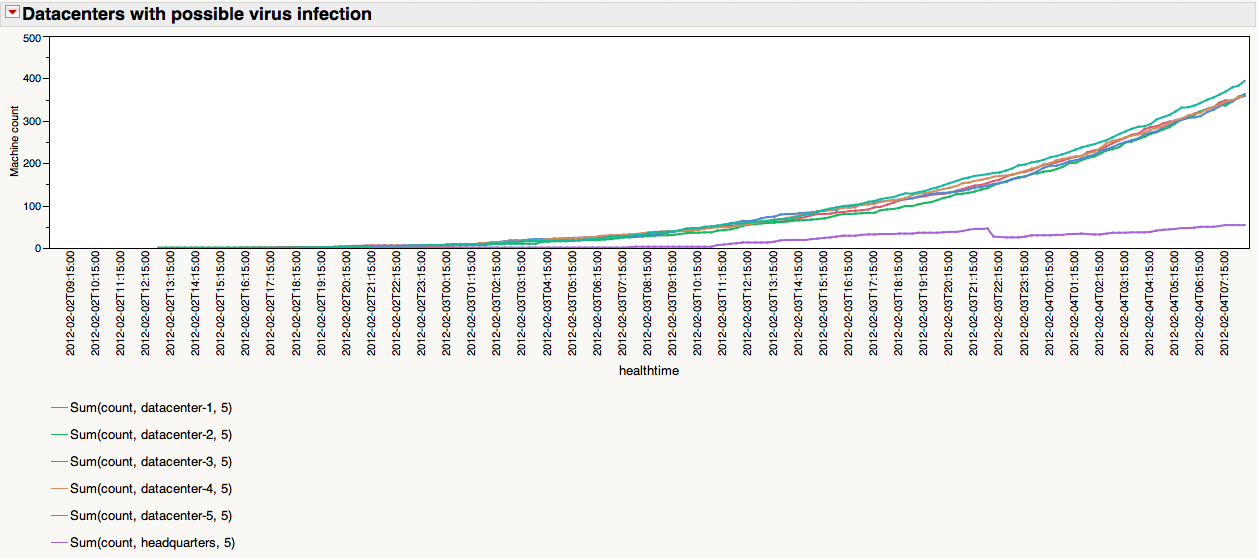 Datacenters with possible virus infection
500
400
300
200
100
0
Machine count
2012-02-02T09:15:00
2012-02-02T10:15:00
2012-02-02T11:15:00
2012-02-02T12:15:00
2012-02-02T13:15:00
2012-02-02T14:15:00
2012-02-02T15:15:00
2012-02-02T16:15:00
2012-02-02T17:15:00
2012-02-02T18:15:00
2012-02-02T19:15:00
2012-02-02T20:15:00
2012-02-02T21:15:00
2012-02-02T22:15:00
2012-02-02T23:15:00
2012-02-03T00:15:00
2012-02-03T01:15:00
2012-02-03T02:15:00
2012-02-03T03:15:00
2012-02-03T04:15:00
2012-02-03T05:15:00
2012-02-03T06:15:00
2012-02-03T07:15:00
2012-02-03T08:15:00
2012-02-03T09:15:00
2012-02-03T10:15:00
2012-02-03T11:15:00
2012-02-03T12:15:00
2012-02-03T13:15:00
2012-02-03T14:15:00
2012-02-03T15:15:00
2012-02-03T16:15:00
2012-02-03T17:15:00
2012-02-03T18:15:00
2012-02-03T19:15:00
2012-02-03T20:15:00
2012-02-03T21:15:00
2012-02-03T22:15:00
2012-02-03T23:15:00
2012-02-04T00:15:00
2012-02-04T01:15:00
2012-02-04T02:15:00
2012-02-04T03:15:00
2012-02-04T04:15:00
2012-02-04T05:15:00
2012-02-04T06:15:00
2012-02-04T07:15:00
healthtime
Sum(count, datacenter-1, 5)
Sum(count, datacenter-2, 5)
Sum(count, datacenter-3, 5)
Sum(count, datacenter-4, 5)
Sum(count, datacenter-5, 5)
Sum(count, headquarters, 5)